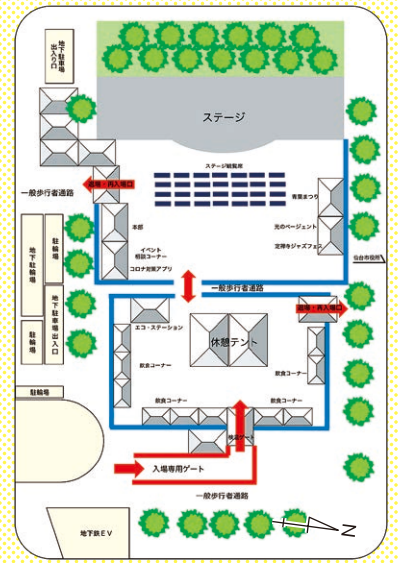 地下駐車場
出入り口
ステージ
ステージ観覧席
退場・再入場口
一般歩行者通路
青葉まつり
本部
光のページェント
イベント
相談コーナー
定禅寺ジャズフェス
コロナ対策アプリ
仙台市役所
地下駐輪場
駐輪場
地下駐車場出入口
駐輪場
一般歩行者通路
退場・再入場口
エコ・ステーション
休憩テント
飲食コーナー
飲食コーナー
飲食コーナー
飲食コーナー
検温ゲート
駐輪場
入場専用ゲート
一般歩行者通路
地下鉄EV
N